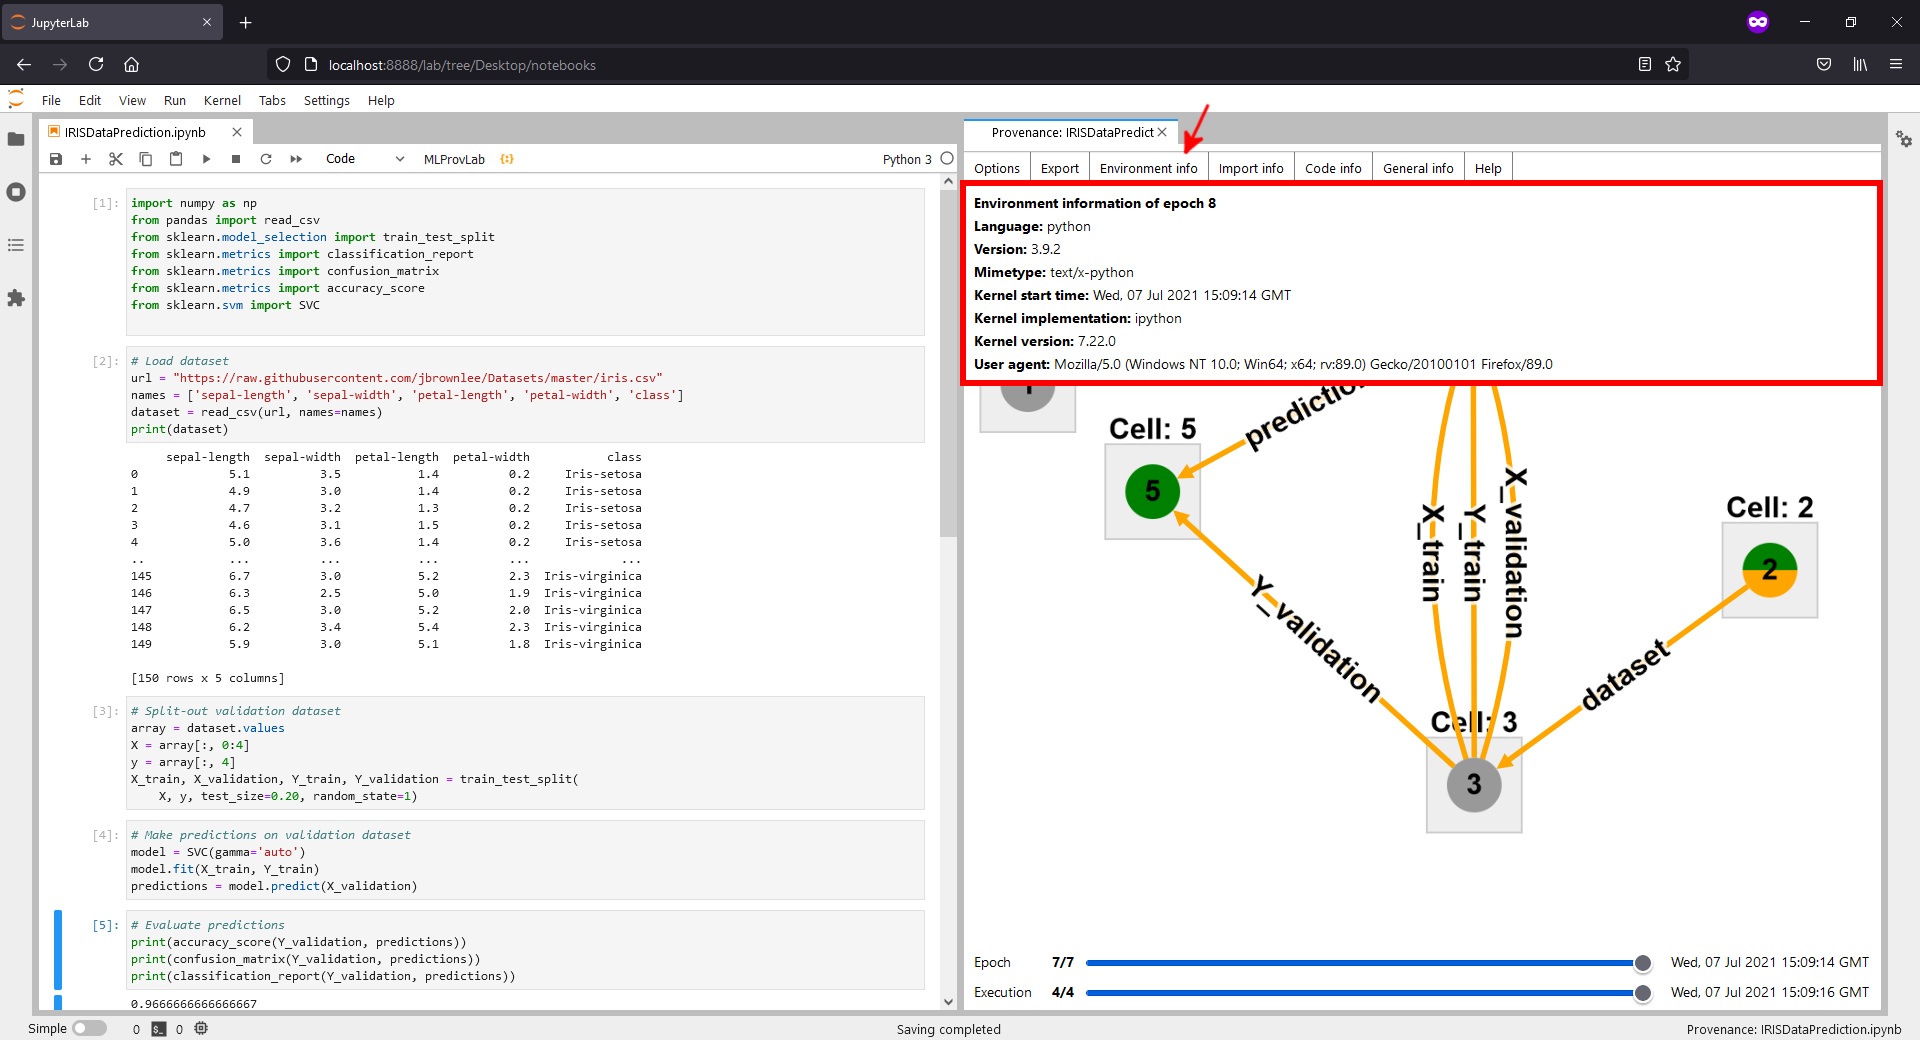 JupyterLab
localhost:8888/lab/tree/Desktop/notebooks
File Edit View Run Kernel Tabs Settings Help
IRISDataPrediction.ipynb
Code MLProvLab Python 3
[1]: import numpy as np
from pandas import read_csv
from sklearn.model_selection import train_test_split
from sklearn.metrics import classification_report
from sklearn.metrics import confusion_matrix
from sklearn.metrics import accuracy_score
from sklearn.svm import SVC
[2]: # Load dataset
url = "https://raw.githubusercontent.com/jbrownlee/Datasets/master/iris.csv"
names = ['sepal-length', 'sepal-width', 'petal-length', 'petal-width', 'class']
dataset = read_csv(url, names=names)
print(dataset)
sepal-length sepal-width petal-length petal-width class
0 5.1 3.5 1.4 0.2 Iris-setosa
1 4.9 3.0 1.4 0.2 Iris-setosa
2 4.7 3.2 1.3 0.2 Iris-setosa
3 4.6 3.1 1.5 0.2 Iris-setosa
4 5.0 3.6 1.4 0.2 Iris-setosa
.. ... ... ... ... ...
145 6.7 3.0 5.2 2.3 Iris-virginica
146 6.3 2.5 5.0 1.9 Iris-virginica
147 6.5 3.0 5.2 2.0 Iris-virginica
148 6.2 3.4 5.4 2.3 Iris-virginica
149 5.9 3.0 5.1 1.8 Iris-virginica
[150 rows x 5 columns]
[3]: # Split-out validation dataset
array = dataset.values
X = array[:, 0:4]
y = array[:, 4]
X_train, X_validation, Y_train, Y_validation = train_test_split(
X, y, test_size=0.20, random_state=1)
[4]: # Make predictions on validation dataset
model = SVC(gamma='auto')
model.fit(X_train, Y_train)
predictions = model.predict(X_validation)
[5]: # Evaluate predictions
print(accuracy_score(Y_validation, predictions))
print(confusion_matrix(Y_validation, predictions))
print(classification_report(Y_validation, predictions))
0.9666666666666667
Provenance: IRISDataPredict
Options Export Environment info Import info Code info General info Help
Environment information of epoch 8
Language: python
Version: 3.9.2
Mimetype: text/x-python
Kernel start time: Wed, 07 Jul 2021 15:09:14 GMT
Kernel implementation: ipython
Kernel version: 7.22.0
User agent: Mozilla/5.0 (Windows NT 10.0; Win64; x64; rv:89.0) Gecko/20100101 Firefox/89.0
Cell: 5
5
X_train
Y_train
X_validation
Cell: 2
2
Y_validation
dataset
Cell: 3
3
Epoch 7/7 Wed, 07 Jul 2021 15:09:14 GMT
Execution 4/4 Wed, 07 Jul 2021 15:09:16 GMT
Simple 0 $_ 0 Saving completed Provenance: IRISDataPrediction.ipynb